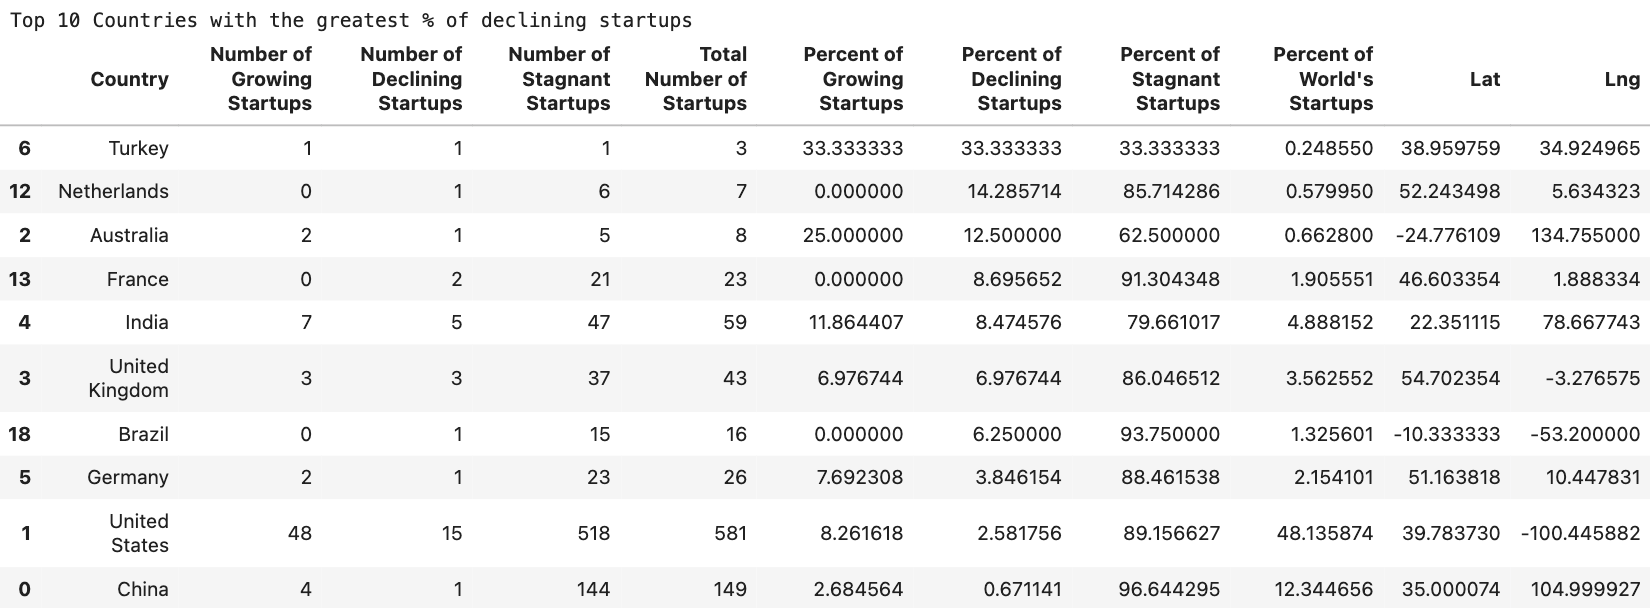 Top 10 Countries with the greatest % of declining startups
Country Number of Growing Startups Number of Declining Startups Number of Stagnant Startups Total Number of Startups Percent of Growing Startups Percent of Declining Startups Percent of Stagnant Startups Percent of World's Startups Lat Lng
6 Turkey 1 1 1 3 33.333333 33.333333 33.333333 0.248550 38.959759 34.924965
12 Netherlands 0 1 6 7 0.000000 14.285714 85.714286 0.579950 52.243498 5.634323
2 Australia 2 1 5 8 25.000000 12.500000 62.500000 0.662800 -24.776109 134.755000
13 France 0 2 21 23 0.000000 8.695652 91.304348 1.905551 46.603354 1.888334
4 India 7 5 47 59 11.864407 8.474576 79.661017 4.888152 22.351115 78.667743
3 United Kingdom 3 3 37 43 6.976744 6.976744 86.046512 3.562552 54.702354 -3.276575
18 Brazil 0 1 15 16 0.000000 6.250000 93.750000 1.325601 -10.333333 -53.200000
5 Germany 2 1 23 26 7.692308 3.846154 88.461538 2.154101 51.163818 10.447831
1 United States 48 15 518 581 8.261618 2.581756 89.156627 48.135874 39.783730 -100.445882
0 China 4 1 144 149 2.684564 0.671141 96.644295 12.344656 35.000074 104.999927